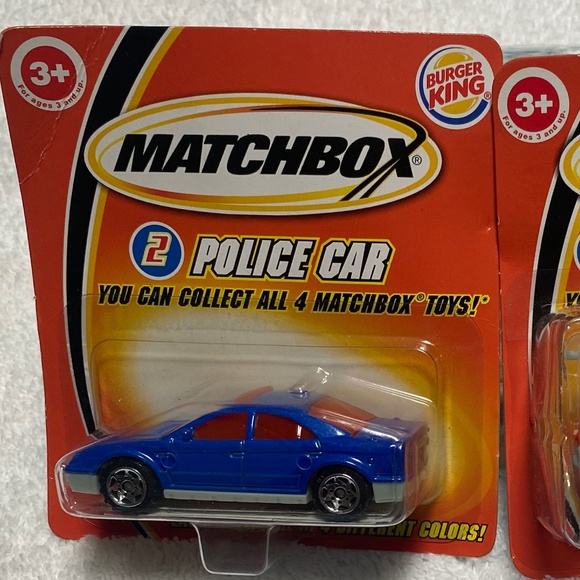 3+
For ages 3 and up.
BURGER
KING®
MATCHBOX®
2 POLICE CAR
YOU CAN COLLECT ALL 4 MATCHBOX® TOYS!*
DIFFERENT COLORS!
3+
For ages 3 and up.